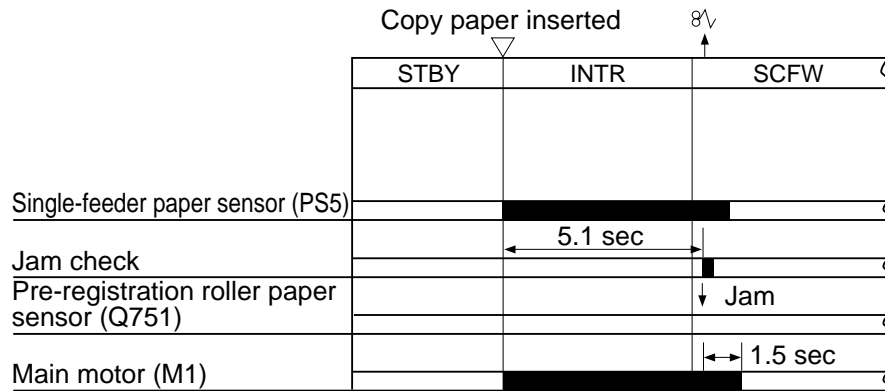 Copy paper inserted
STBY INTR SCFW
Single-feeder paper sensor (PS5)
5.1 sec
Jam check
Jam
Pre-registration roller paper
sensor (Q751)
1.5 sec
Main motor (M1)